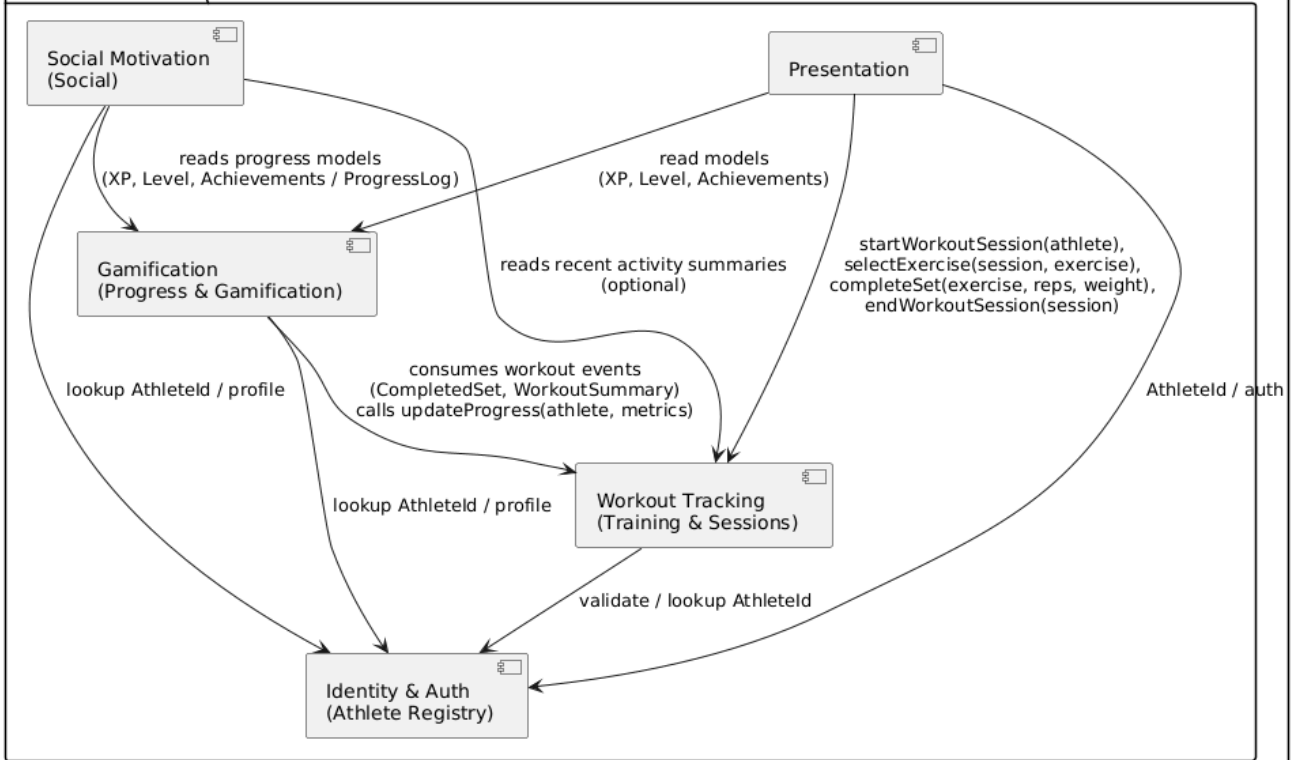 Social Motivation
(Social)
Presentation
reads progress models
(XP, Level, Achievements / ProgressLog)
read models
(XP, Level, Achievements)
Gamification
(Progress & Gamification)
reads recent activity summaries
(optional)
startWorkoutSession(athlete),
selectExercise(session, exercise),
completeSet(exercise, reps, weight),
endWorkoutSession(session)
lookup AthleteId / profile
consumes workout events
(CompletedSet, WorkoutSummary)
calls updateProgress(athlete, metrics)
AthleteId / auth
lookup AthleteId / profile
Workout Tracking
(Training & Sessions)
validate / lookup AthleteId
Identity & Auth
(Athlete Registry)